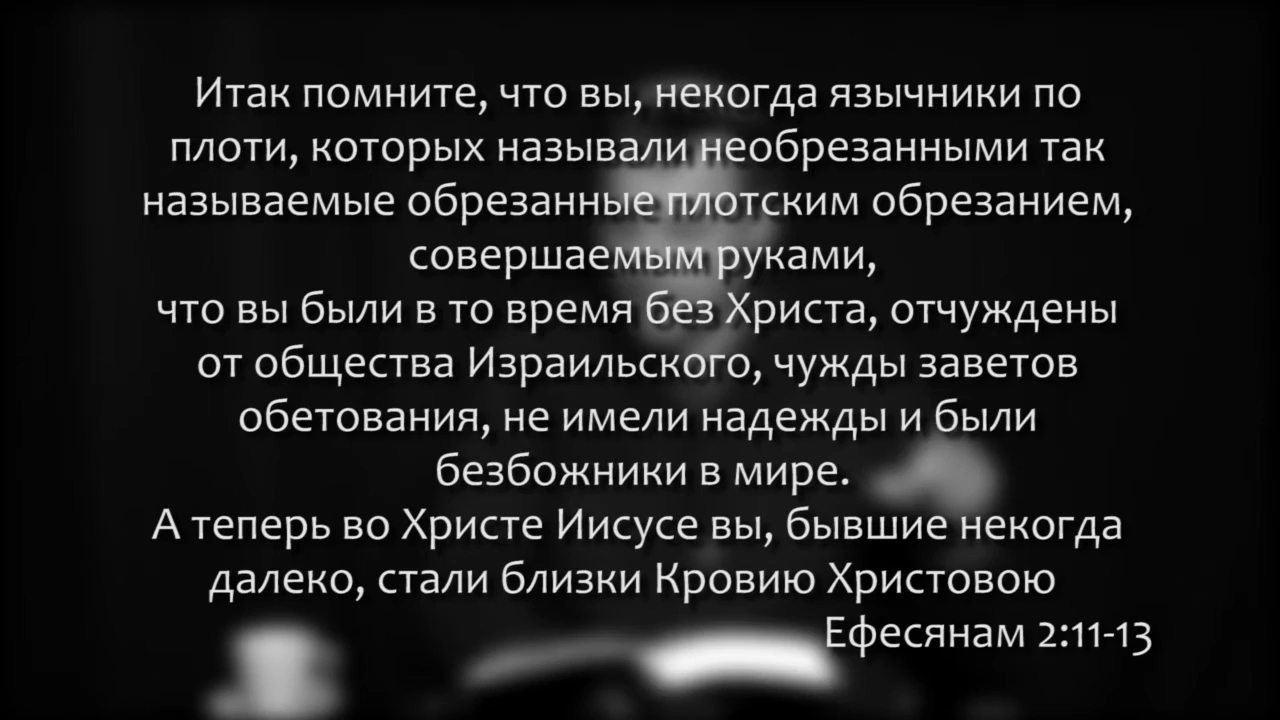 Итак помните, что вы, некогда язычники по
плоти, которых называли необрезанными так
называемые обрезанные плотским обрезанием,
совершаемым руками,
что вы были в то время без Христа, отчуждены
от общества Израильского, чужды заветов
обетования, не имели надежды и были
безбожники в мире.
А теперь во Христе Иисусе вы, бывшие некогда
далеко, стали близки Кровию Христовою
Ефесянам 2:11-13